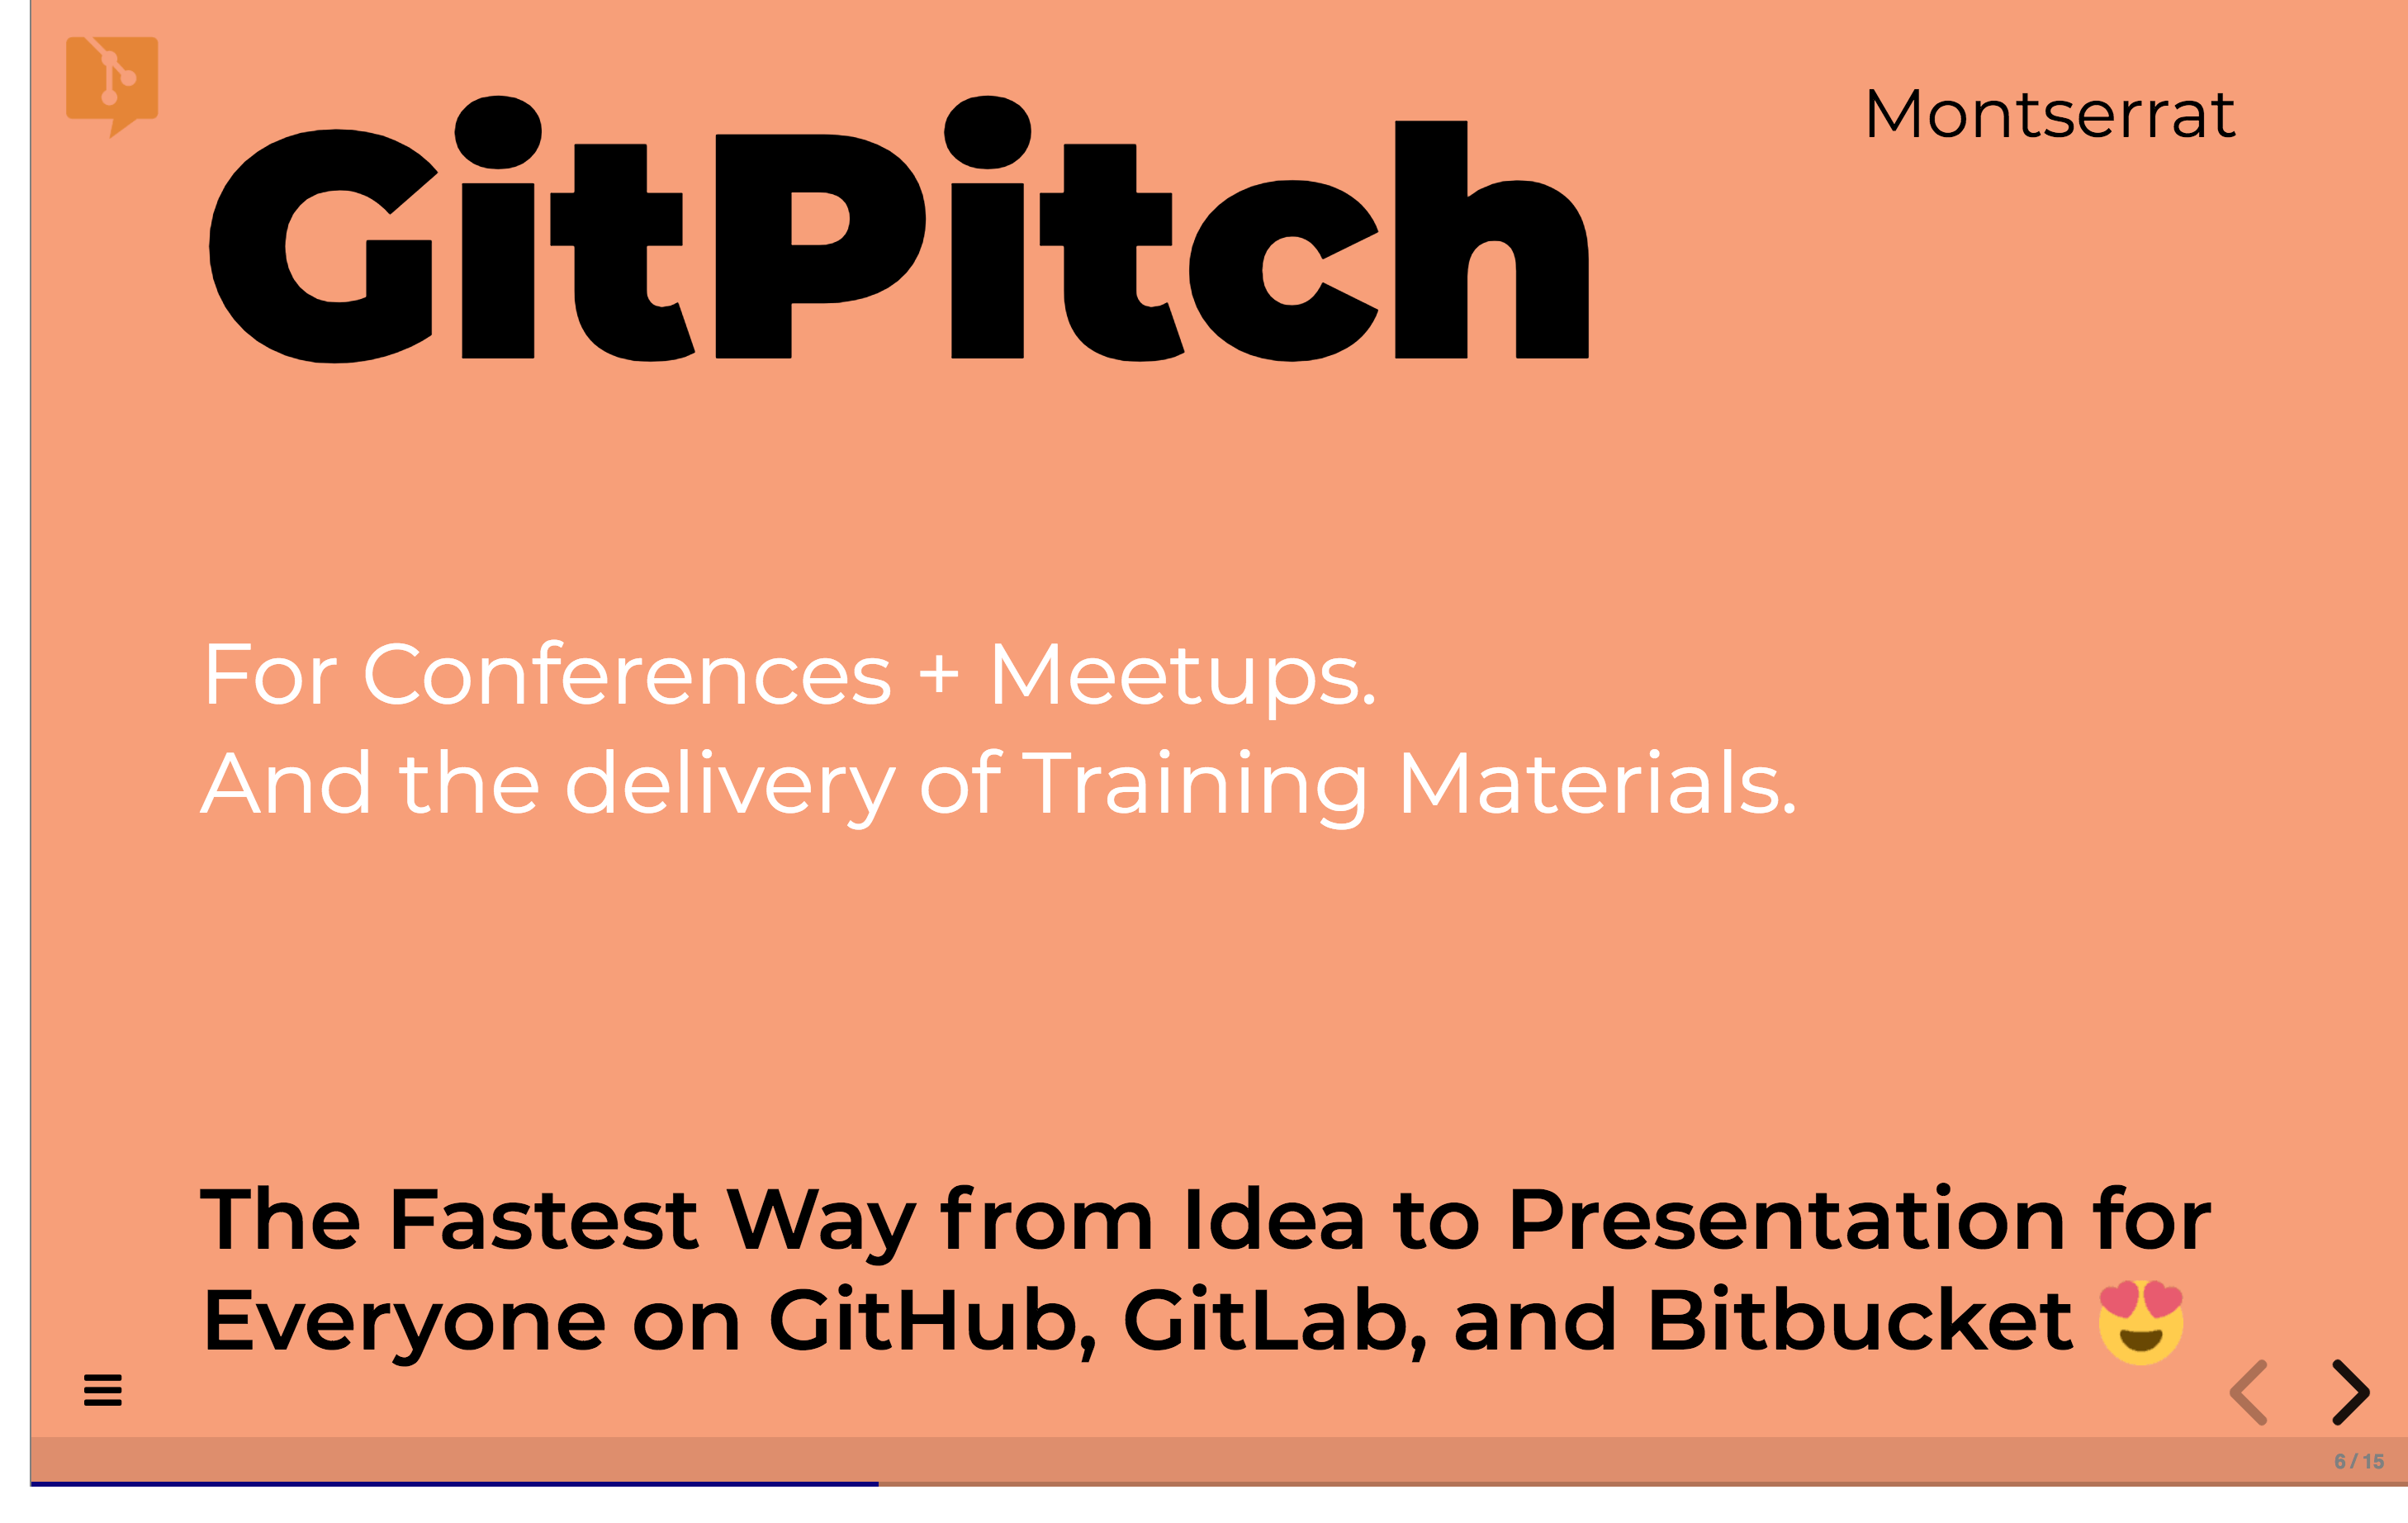 GitPitch
Montserrat
For Conferences + Meetups.
And the delivery of Training Materials.
The Fastest Way from Idea to Presentation for
Everyone on GitHub, GitLab, and Bitbucket 😍
6 / 15